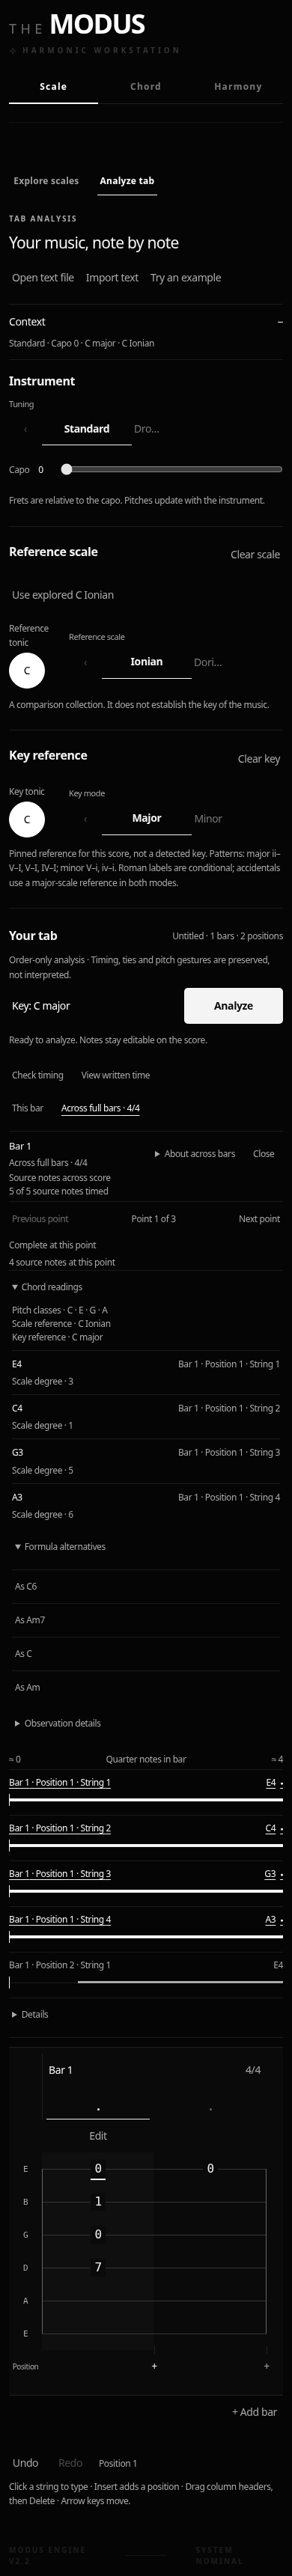 THE MODUS
◇ HARMONIC WORKSTATION
Scale Chord Harmony
Explore scales Analyze tab
TAB ANALYSIS
Your music, note by note
Open text file Import text Try an example
Context –
Standard · Capo 0 · C major · C Ionian
Instrument
Tuning
‹ Standard Dro...
Capo 0
Frets are relative to the capo. Pitches update with the instrument.
Reference scale Clear scale
Use explored C Ionian
Reference tonic
Reference scale
C ‹ Ionian Dori...
A comparison collection. It does not establish the key of the music.
Key reference Clear key
Key tonic Key mode
C ‹ Major Minor
Pinned reference for this score, not a detected key. Patterns: major ii–
V–I, V–I, IV–I; minor V–i, iv–i. Roman labels are conditional; accidentals
use a major-scale reference in both modes.
Your tab Untitled · 1 bars · 2 positions
Order-only analysis · Timing, ties and pitch gestures are preserved,
not interpreted.
Key: C major Analyze
Ready to analyze. Notes stay editable on the score.
Check timing View written time
This bar Across full bars · 4/4
Bar 1 ▶ About across bars Close
Across full bars · 4/4
Source notes across score
5 of 5 source notes timed
Previous point Point 1 of 3 Next point
Complete at this point
4 source notes at this point
▼ Chord readings
Pitch classes · C · E · G · A
Scale reference · C Ionian
Key reference · C major
E4 Bar 1 · Position 1 · String 1
Scale degree · 3
C4 Bar 1 · Position 1 · String 2
Scale degree · 1
G3 Bar 1 · Position 1 · String 3
Scale degree · 5
A3 Bar 1 · Position 1 · String 4
Scale degree · 6
▼ Formula alternatives
As C6
As Am7
As C
As Am
▶ Observation details
≈ 0 Quarter notes in bar ≈ 4
Bar 1 · Position 1 · String 1 E4 •
Bar 1 · Position 1 · String 2 C4 •
Bar 1 · Position 1 · String 3 G3 •
Bar 1 · Position 1 · String 4 A3 •
Bar 1 · Position 2 · String 1 E4
▶ Details
Bar 1 4/4
Edit
E 0 0
B 1
G 0
D 7
A
E
Position + +
+ Add bar
Undo Redo Position 1
Click a string to type · Insert adds a position · Drag column headers,
then Delete · Arrow keys move.
MODUS ENGINE V2.2
SYSTEM NOMINAL